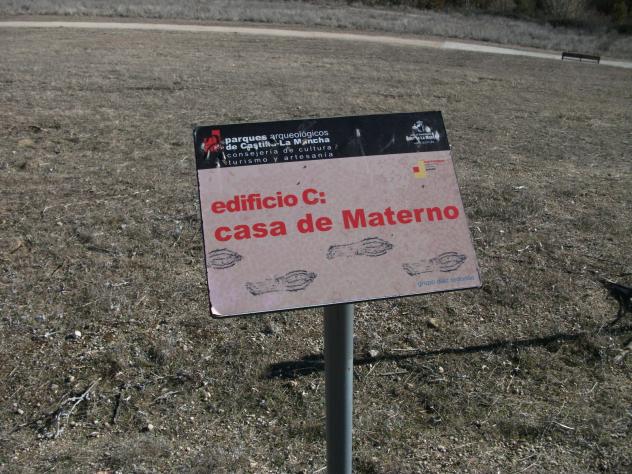 parques arqueológicos
de Castilla-La Mancha
consejería de cultura
turismo y artesanía
edificio C:
casa de Materno